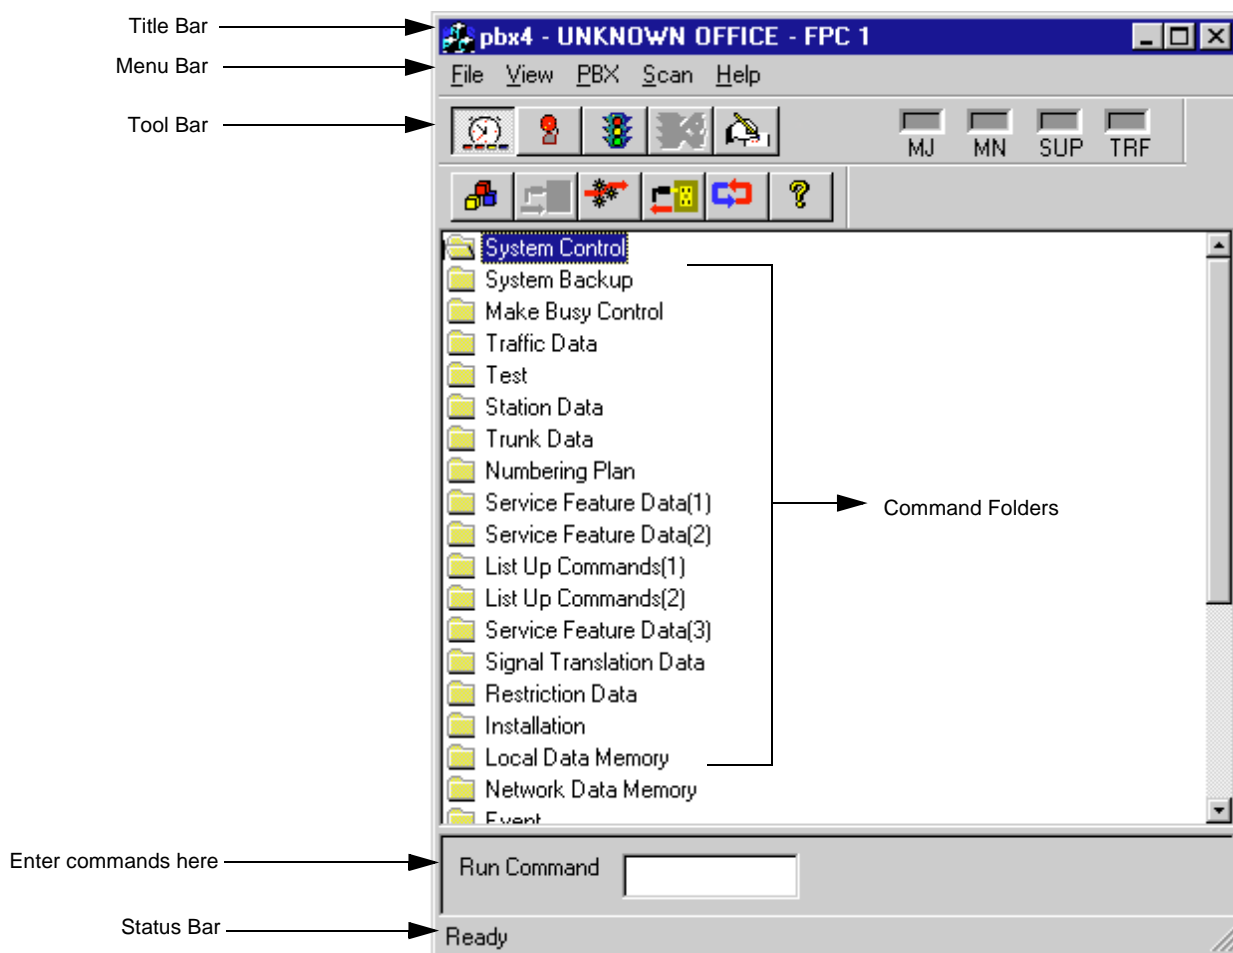 Title Bar
pbx4 - UNKNOWN OFFICE - FPC 1
Menu Bar
File View PBX Scan Help
Tool Bar
MJ MN SUP TRF
System Control
System Backup
Make Busy Control
Traffic Data
Test
Station Data
Trunk Data
Numbering Plan
Service Feature Data(1)
Command Folders
Service Feature Data(2)
List Up Commands(1)
List Up Commands(2)
Service Feature Data(3)
Signal Translation Data
Restriction Data
Installation
Local Data Memory
Network Data Memory
Event
Enter commands here
Run Command
Status Bar
Ready